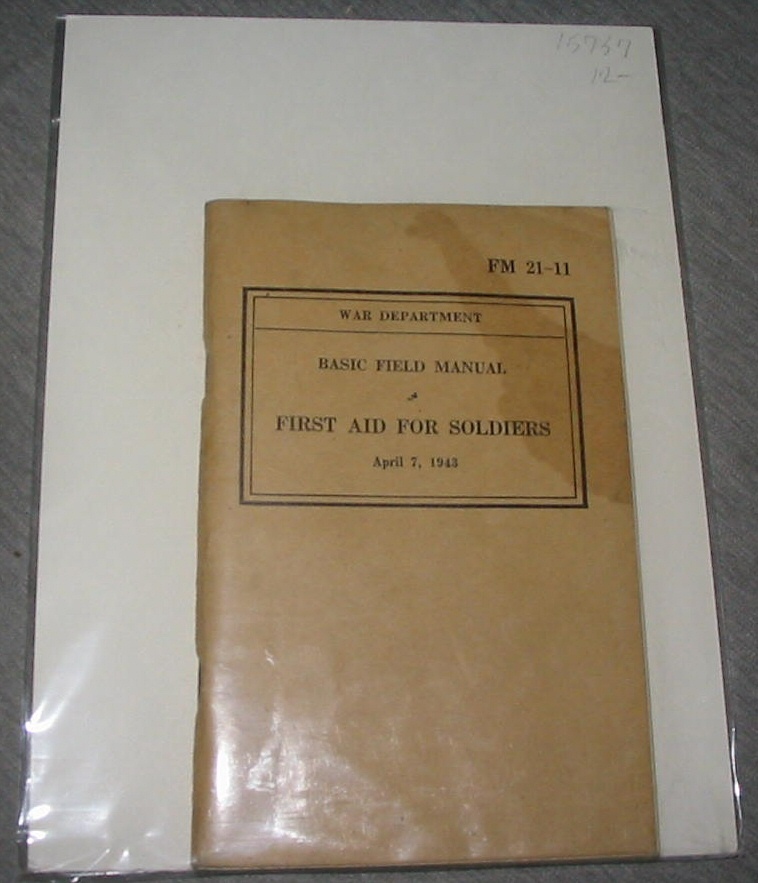 15737
12-
FM 21-11
WAR DEPARTMENT
BASIC FIELD MANUAL
FIRST AID FOR SOLDIERS
April 7, 1943